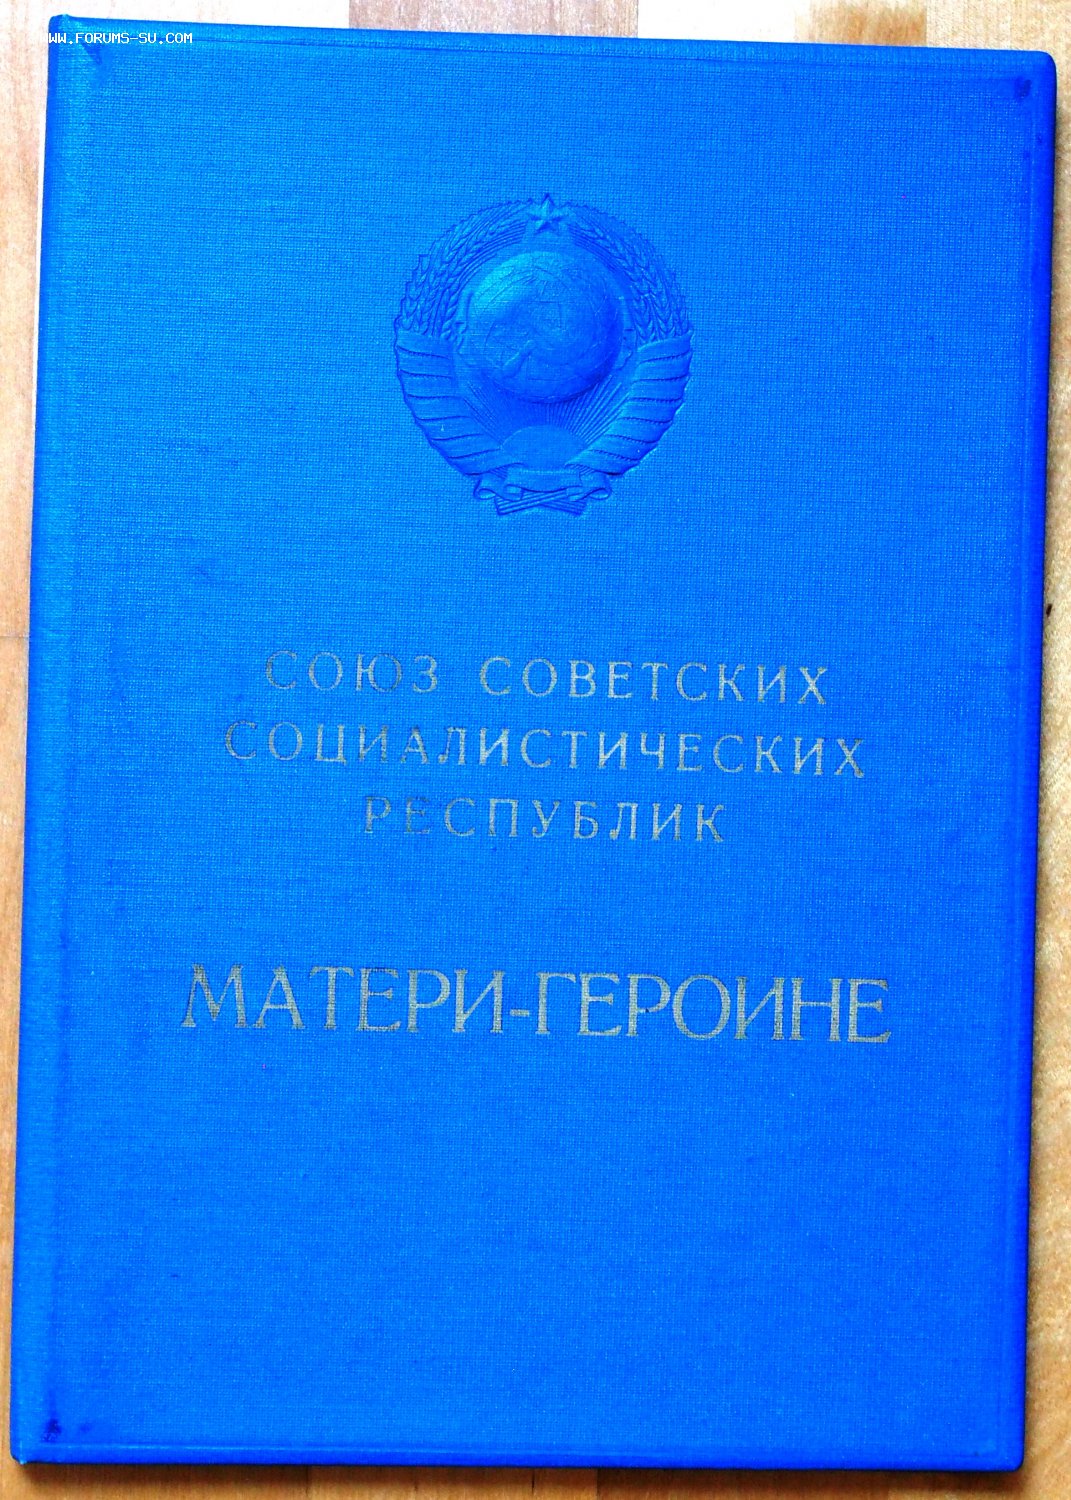 WWW.FORUMS-SU.COM
СОЮЗ СОВЕТСКИХ
СОЦИАЛИСТИЧЕСКИХ
РЕСПУБЛИК
МАТЕРИ-ГЕРОИНЕ